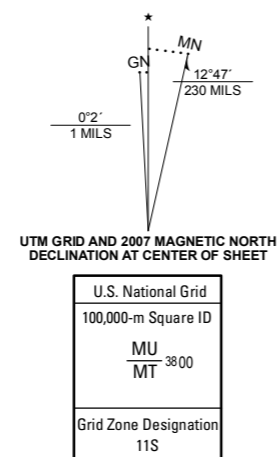 ★
MN
GN
12°47´
230 MILS
0°2´
1 MILS
UTM GRID AND 2007 MAGNETIC NORTH
DECLINATION AT CENTER OF SHEET
U.S. National Grid
100,000-m Square ID
MU
3800
MT
Grid Zone Designation
11S